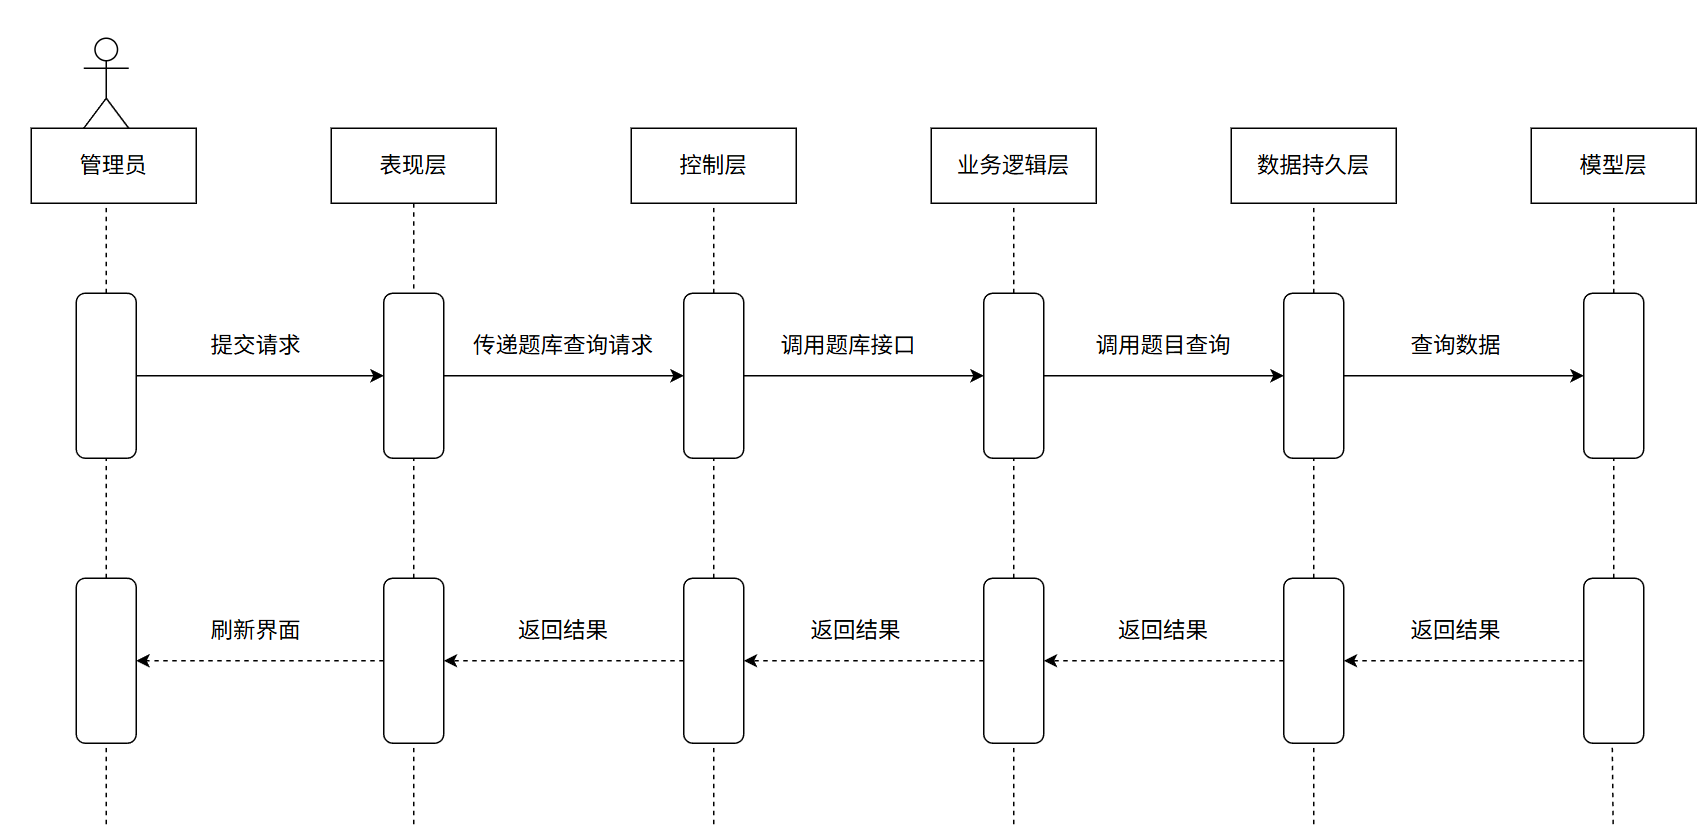 管理员
表现层
控制层
业务逻辑层
数据持久层
模型层
提交请求
传递题库查询请求
调用题库接口
调用题目查询
查询数据
刷新界面
返回结果
返回结果
返回结果
返回结果